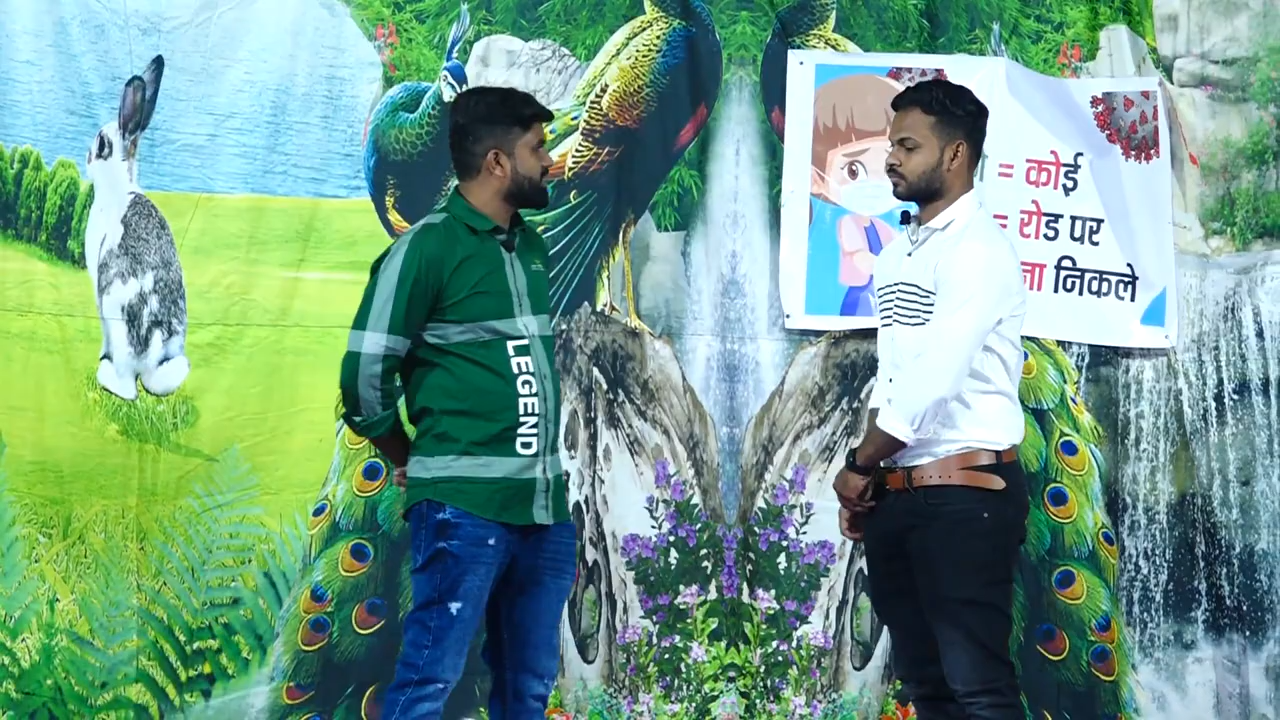 LEGEND
= कोई
= रोड पर
ना निकले